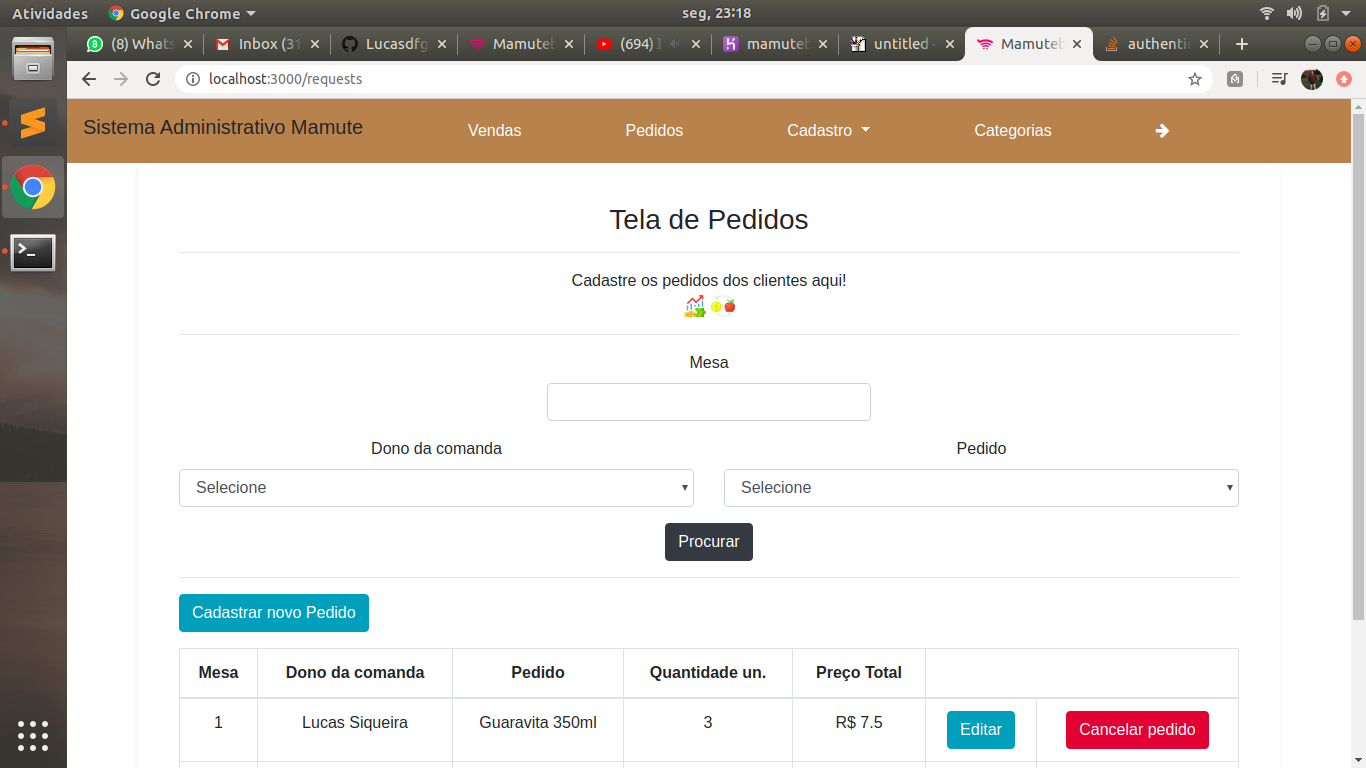 Atividades Google Chrome seg, 23:18
(8) Whats Inbox (31 Lucasdfg Mamute (694) mamute untitled - Mamute authenti
localhost:3000/requests
Sistema Administrativo Mamute Vendas Pedidos Cadastro Categorias
Tela de Pedidos
Cadastre os pedidos dos clientes aqui!
Mesa
Dono da comanda Pedido
Selecione Selecione
Procurar
Cadastrar novo Pedido
Mesa Dono da comanda Pedido Quantidade un. Preço Total
1 Lucas Siqueira Guaravita 350ml 3 R$ 7.5 Editar Cancelar pedido